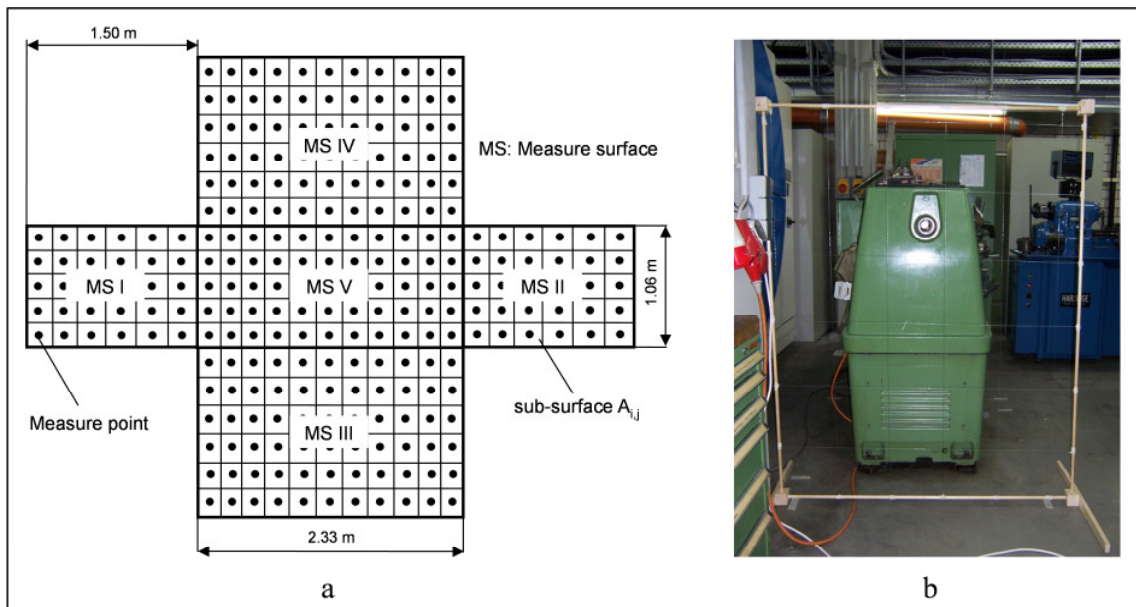 1.50 m
MS IV
MS: Measure surface
MS I
MS V
MS II
1.06 m
Measure point
sub-surface Ai,j
MS III
2.33 m
a
b